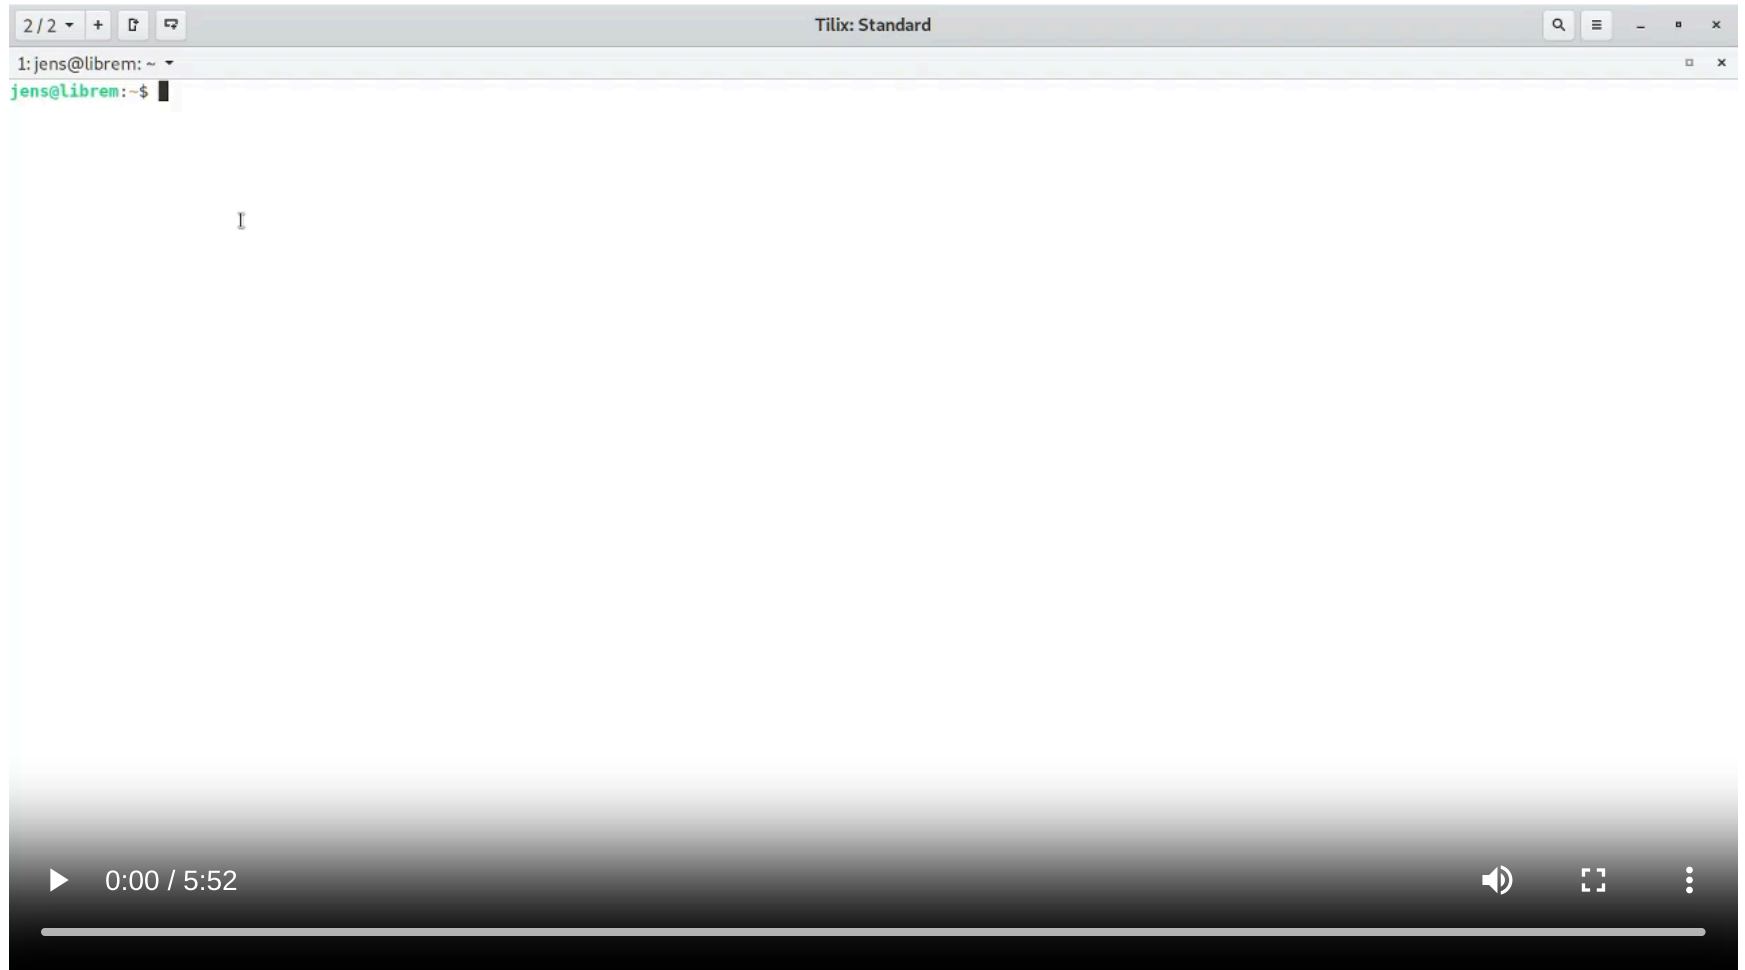 2 / 2
Tilix: Standard
1: jens@librem: ~
jens@librem:~$
0:00 / 5:52